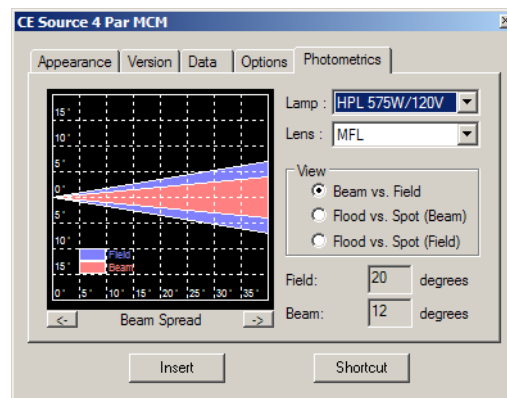 CE Source 4 Par MCM
Appearance Version Data Options Photometrics
15'
10'
5'
0'
5'
10'
15'
Field
Beam
0' 5' 10' 15' 20' 25' 30' 35'
<- Beam Spread ->
Lamp : HPL 575W/120V
Lens : MFL
View
Beam vs. Field
Flood vs. Spot (Beam)
Flood vs. Spot (Field)
Field: 20 degrees
Beam: 12 degrees
Insert Shortcut